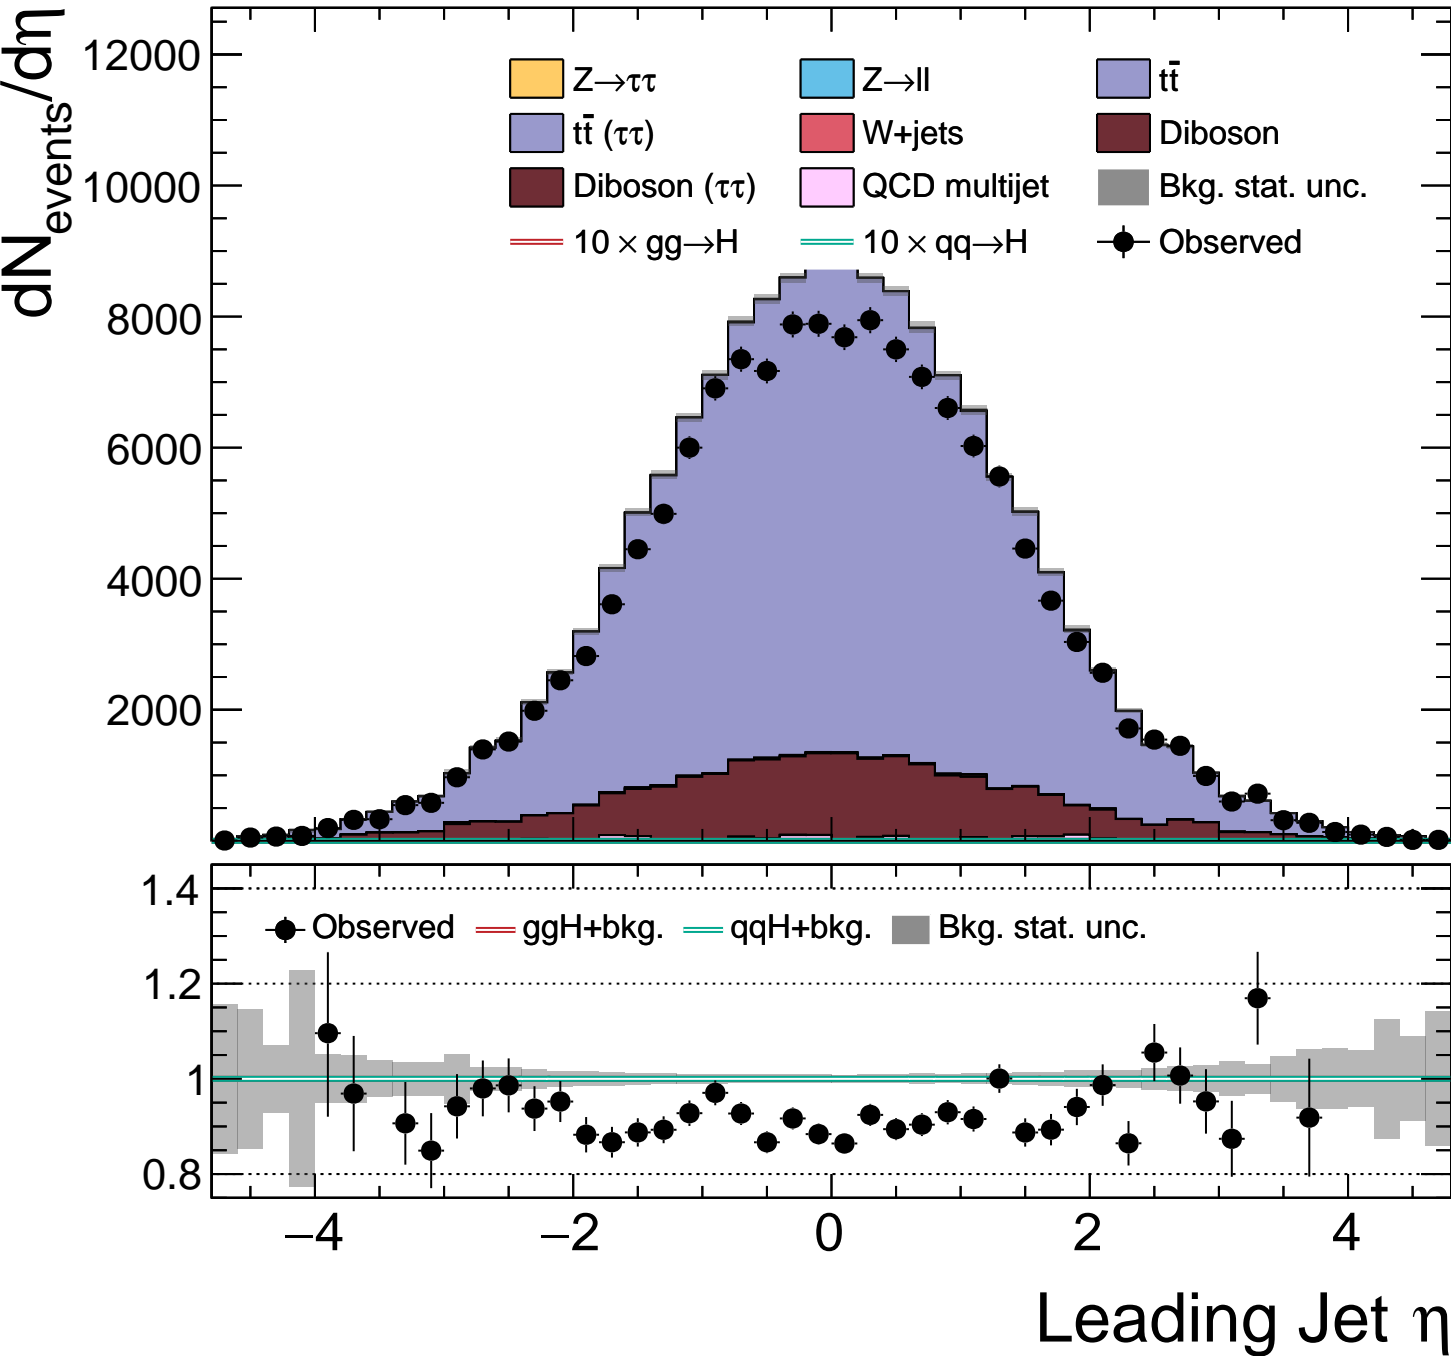 dN_events/dη
12000
10000
8000
6000
4000
2000
Z→ττ Z→ll tt̄
tt̄ (ττ) W+jets Diboson
Diboson (ττ) QCD multijet Bkg. stat. unc.
10 × gg→H 10 × qq→H Observed
1.4
1.2
1
0.8
Observed ggH+bkg. qqH+bkg. Bkg. stat. unc.
−4 −2 0 2 4
Leading Jet η